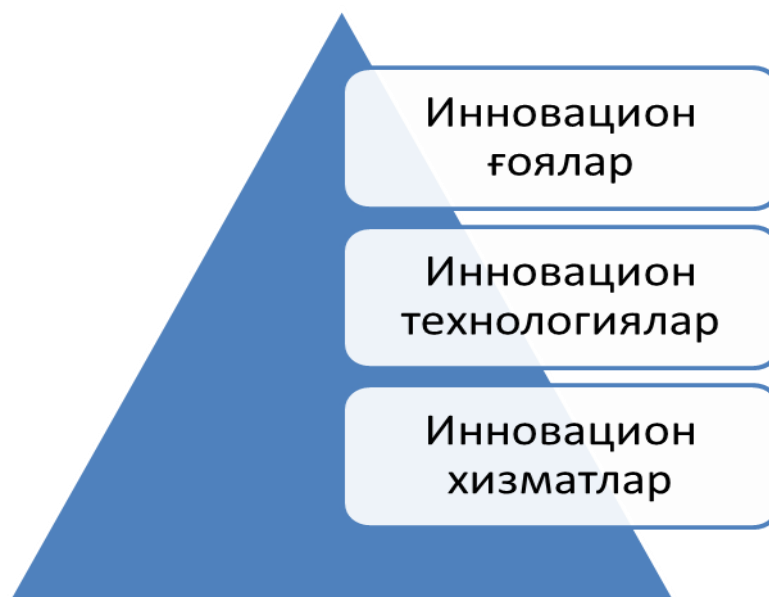 Инновацион
ғоялар
Инновацион
технологиялар
Инновацион
хизматлар